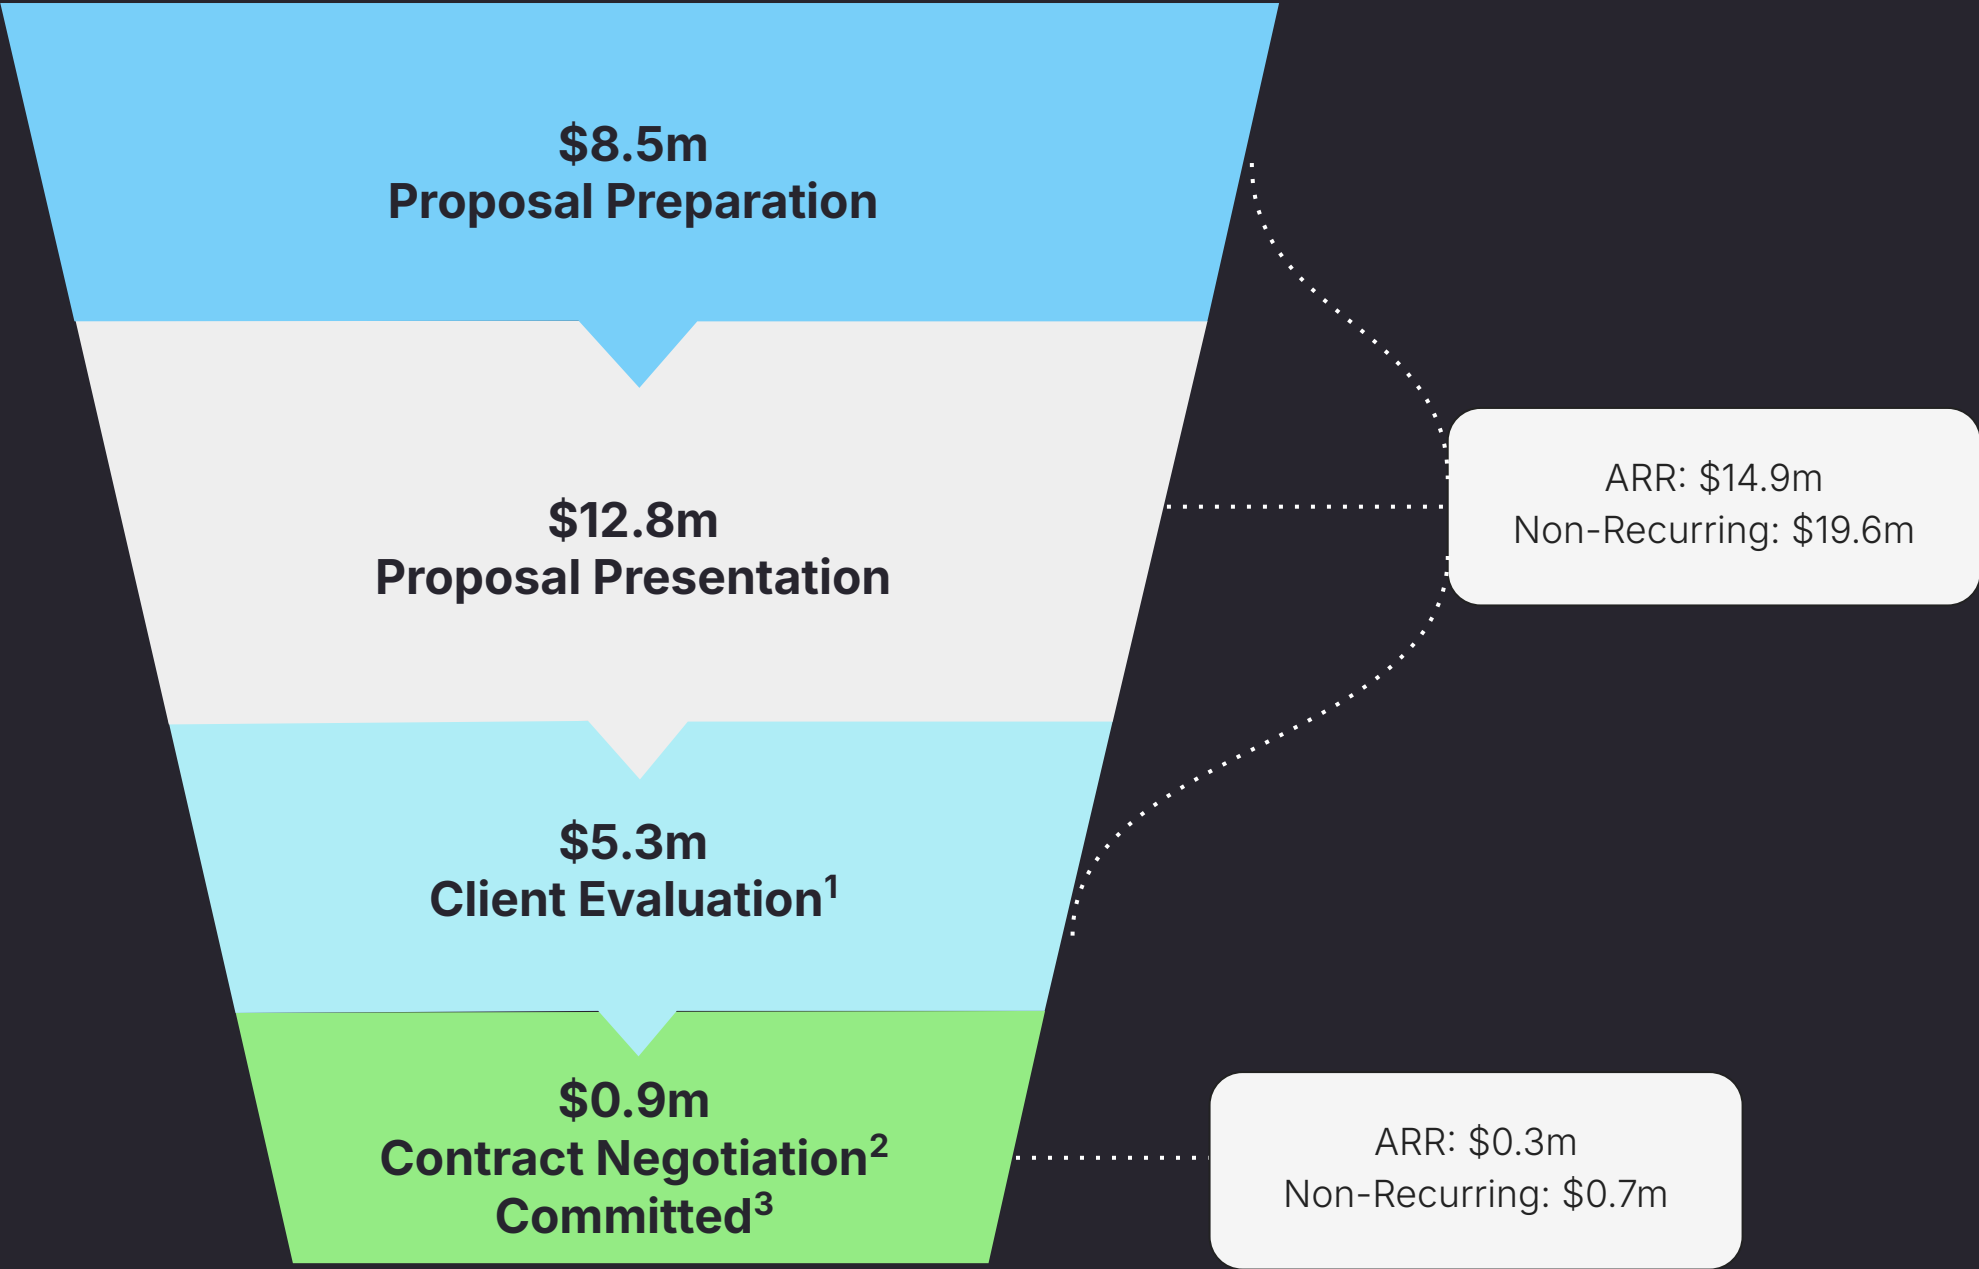 $8.5m
Proposal Preparation
$12.8m
Proposal Presentation
ARR: $14.9m
Non-Recurring: $19.6m
$5.3m
Client Evaluation¹
$0.9m
Contract Negotiation²
Committed³
ARR: $0.3m
Non-Recurring: $0.7m